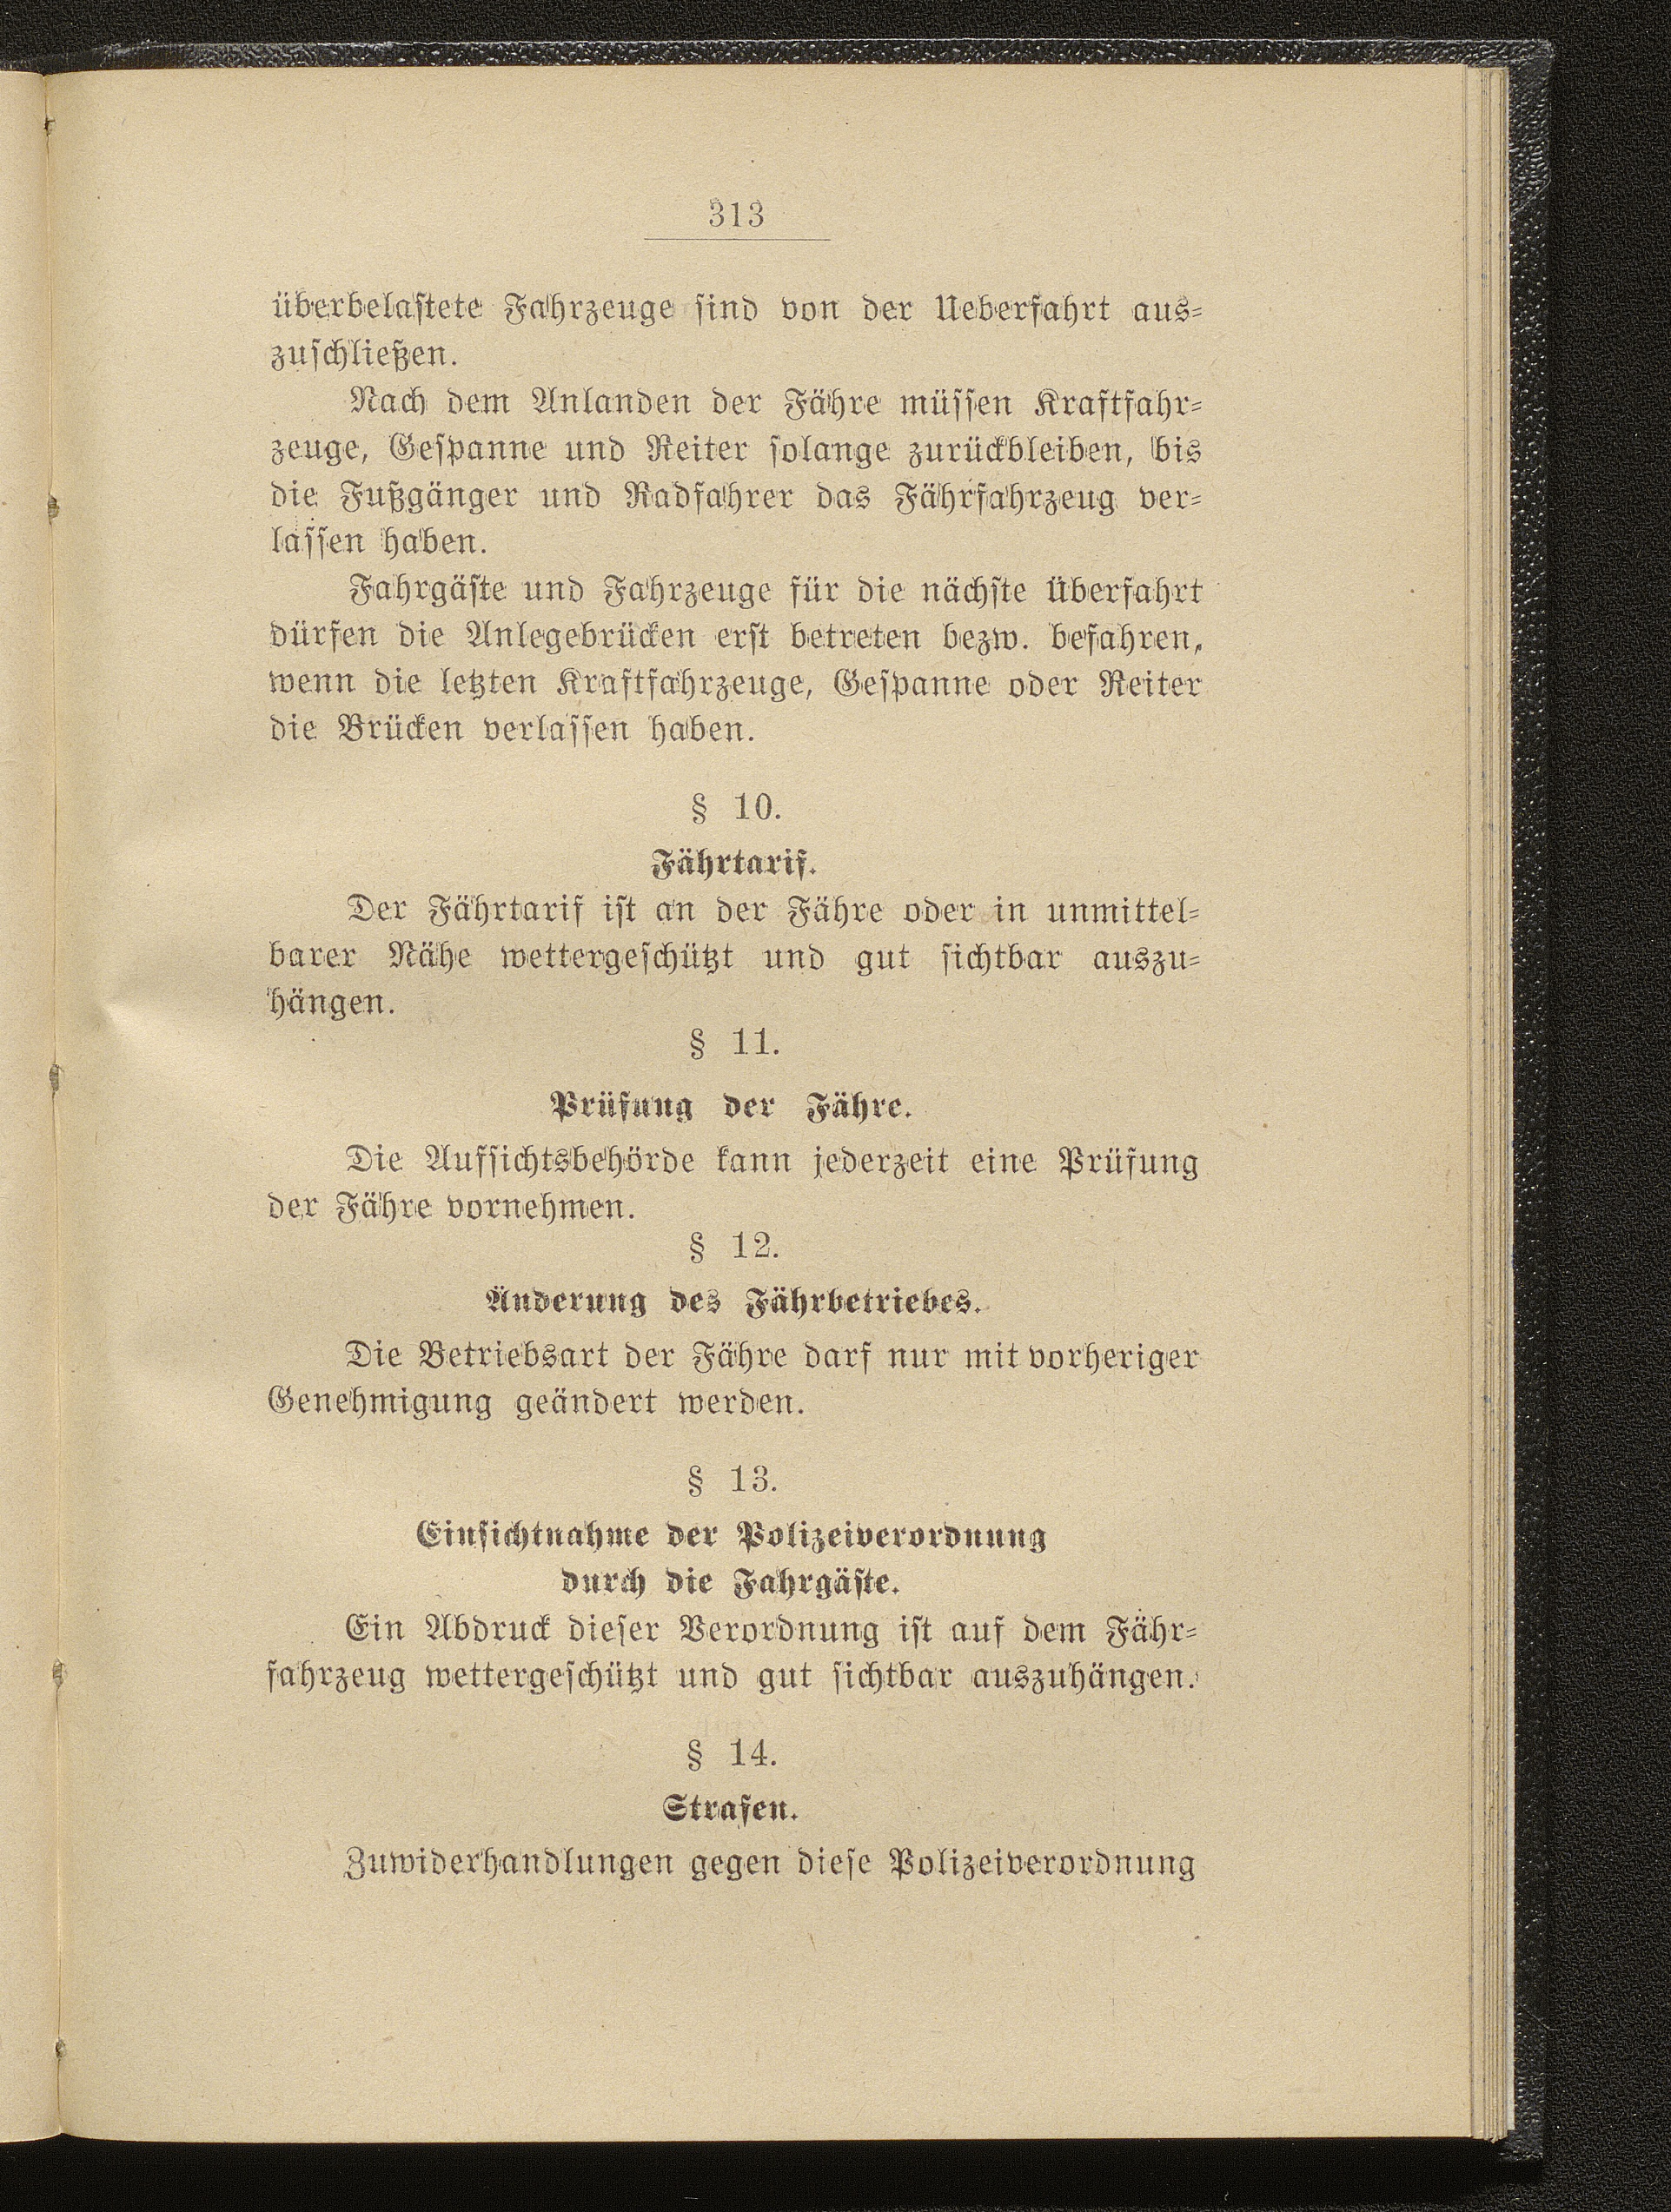 313
überbelastete Fahrzeuge sind von der Ueberfahrt aus-
zuschließen.
Nach dem Anlanden der Fähre müssen Kraftfahr-
zeuge, Gespanne und Reiter solange zurückbleiben, bis
die Fußgänger und Radfahrer das Fährfahrzeug ver-
lassen haben.
Fahrgäste und Fahrzeuge für die nächste Überfahrt
dürfen die Anlegebrücken erst betreten bezw. befahren,
wenn die letzten Kraftfahrzeuge, Gespanne oder Reiter
die Brücken verlassen haben.
§ 10.
Fährtarif.
Der Fährtarif ist an der Fähre oder in unmittel-
barer Nähe wettergeschützt und gut sichtbar auszu-
hängen.
§ 11.
Prüfung der Fähre.
Die Aufsichtsbehörde kann jederzeit eine Prüfung
der Fähre vornehmen.
§ 12.
Änderung des Fährbetriebes.
Die Betriebsart der Fähre darf nur mit vorheriger
Genehmigung geändert werden.
§ 13.
Einsichtnahme der Polizeiverordnung
durch die Fahrgäste.
Ein Abdruck dieser Verordnung ist auf dem Fähr-
fahrzeug wettergeschützt und gut sichtbar auszuhängen.
§ 14.
Strafen.
Zuwiderhandlungen gegen diese Polizeiverordnung